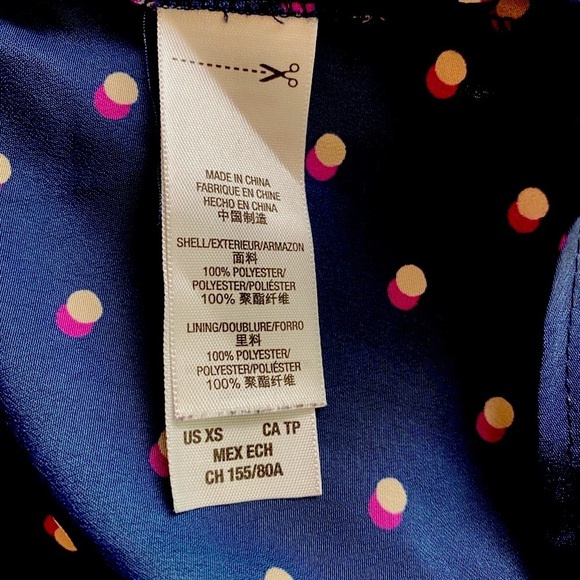 MADE IN CHINA
FABRIQUE EN CHINE
HECHO EN CHINA
中国制造
SHELL/EXTERIEUR/ARMAZON
面料
100% POLYESTER/
POLYESTER/POLIÉSTER
100% 聚酯纤维
LINING/DOUBLURE/FORRO
里料
100% POLYESTER/
POLYESTER/POLIÉSTER
100% 聚酯纤维
US XS CA TP
MEX ECH
CH 155/80A